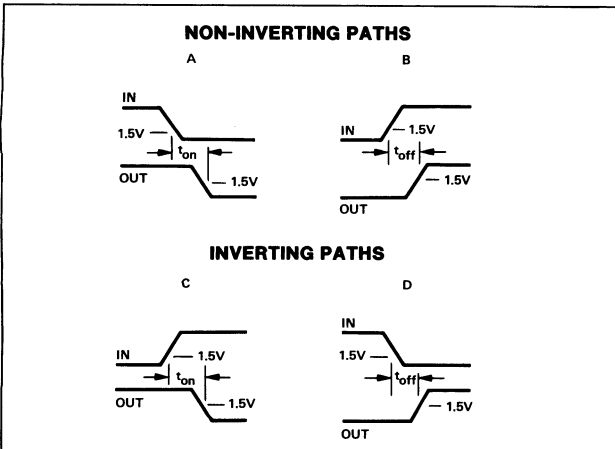 NON-INVERTING PATHS
A B
IN
1.5V
t_on
OUT
1.5V
IN
1.5V
t_off
1.5V
OUT
INVERTING PATHS
C D
IN
1.5V
t_on
OUT
1.5V
IN
1.5V
t_off
1.5V
OUT